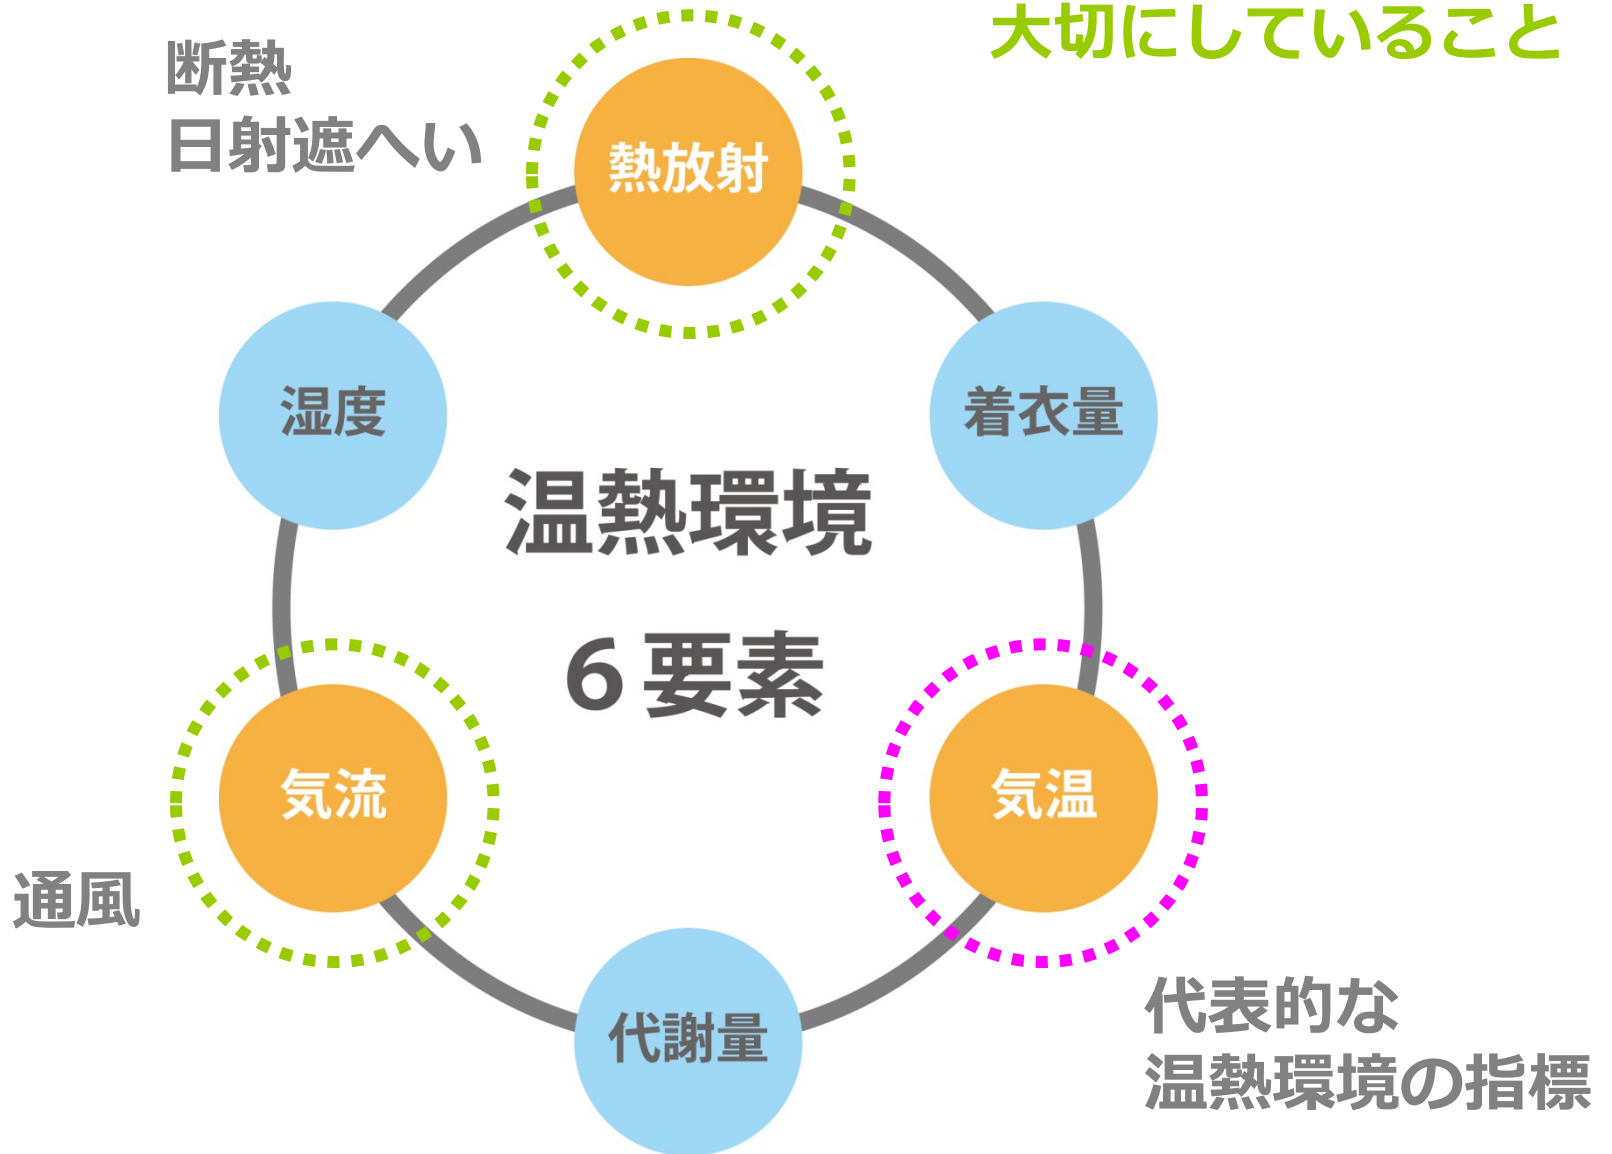 大切にしていること
断熱
日射遮へい
熱放射
湿度
着衣量
温熱環境
６要素
気流
気温
通風
代謝量
代表的な
温熱環境の指標